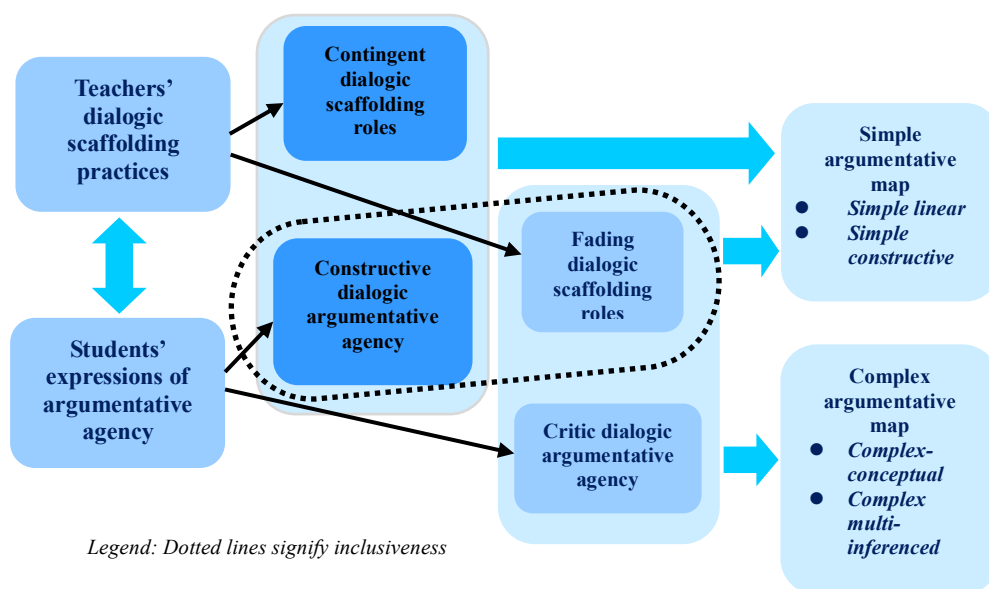 Teachers’
dialogic
scaffolding
practices
Contingent
dialogic
scaffolding
roles
Simple
argumentative
map
● Simple linear
● Simple
constructive
Constructive
dialogic
argumentative
agency
Fading
dialogic
scaffolding
roles
Students’
expressions of
argumentative
agency
Critic dialogic
argumentative
agency
Complex
argumentative
map
● Complex-
conceptual
● Complex
multi-
inferenced
Legend: Dotted lines signify inclusiveness